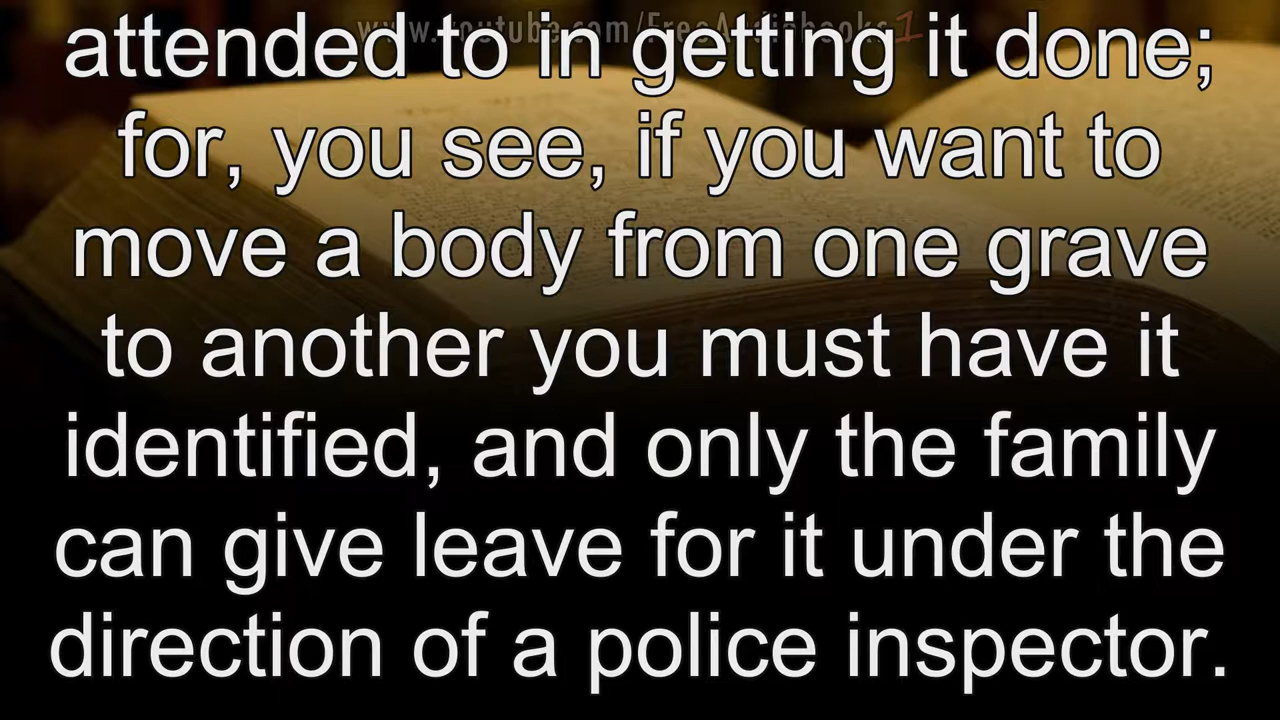 www.youtube.com/FreeAudiobooks1
attended to in getting it done;
for, you see, if you want to
move a body from one grave
to another you must have it
identified, and only the family
can give leave for it under the
direction of a police inspector.